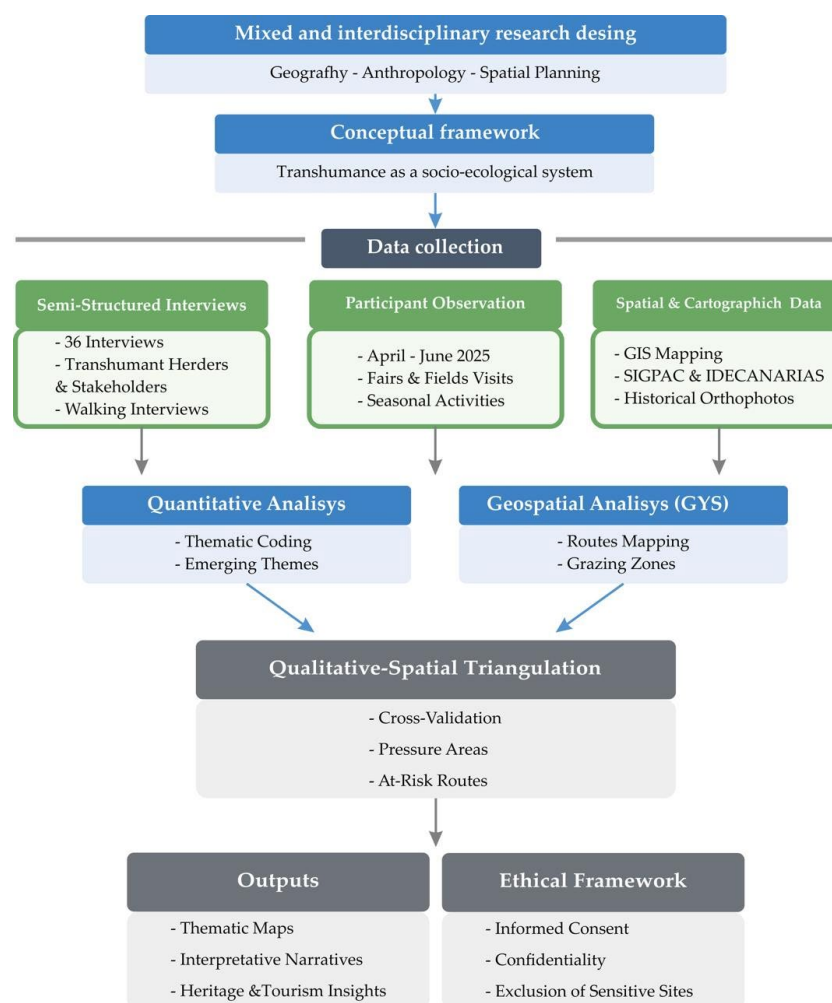 Mixed and interdisciplinary research desing
Geografhy - Anthropology - Spatial Planning
Conceptual framework
Transhumance as a socio-ecological system
Data collection
Semi-Structured Interviews
- 36 Interviews
- Transhumant Herders
& Stakeholders
- Walking Interviews
Participant Observation
- April - June 2025
- Fairs & Fields Visits
- Seasonal Activities
Spatial & Cartographich Data
- GIS Mapping
- SIGPAC & IDECANARIAS
- Historical Orthophotos
Quantitative Analisys
- Thematic Coding
- Emerging Themes
Geospatial Analisys (GYS)
- Routes Mapping
- Grazing Zones
Qualitative-Spatial Triangulation
- Cross-Validation
- Pressure Areas
- At-Risk Routes
Outputs
- Thematic Maps
- Interpretative Narratives
- Heritage &Tourism Insights
Ethical Framework
- Informed Consent
- Confidentiality
- Exclusion of Sensitive Sites